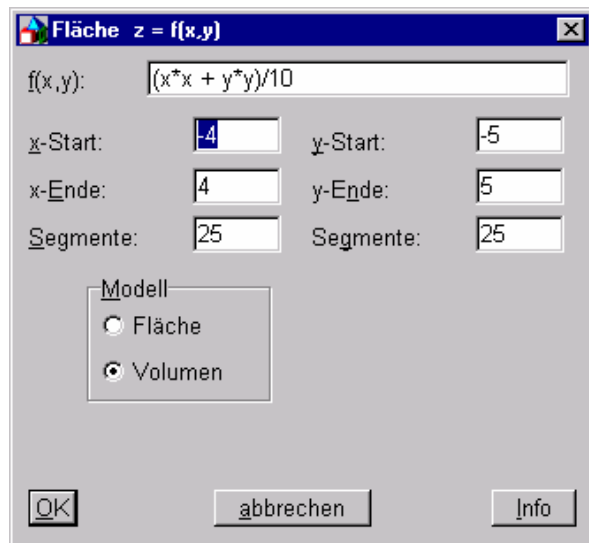 Fläche z = f(x,y)
f(x,y): (x*x + y*y)/10
x-Start: -4 y-Start: -5
x-Ende: 4 y-Ende: 5
Segmente: 25 Segmente: 25
Modell
Fläche
Volumen
OK abbrechen Info